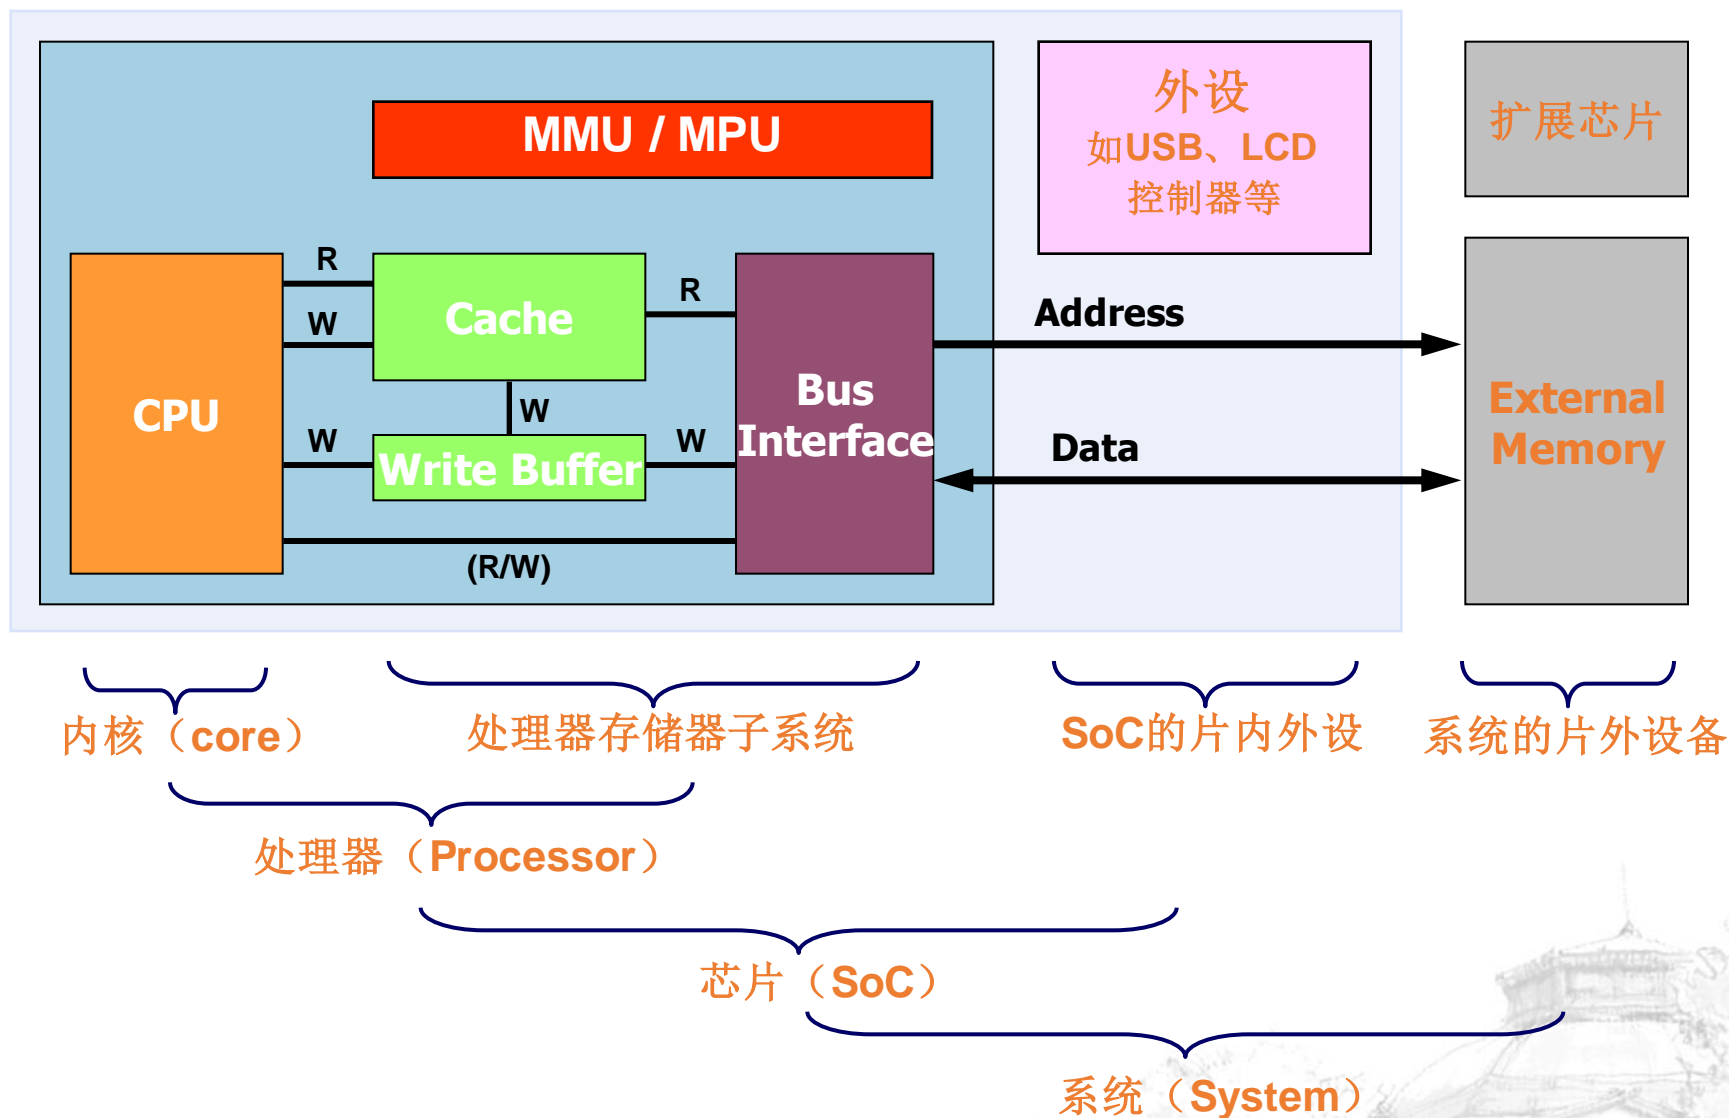 MMU / MPU
外设
如USB、LCD
控制器等
扩展芯片
R
W
Cache
R
CPU
W
W
Write Buffer
W
(R/W)
Bus
Interface
Address
Data
External
Memory
内核（core）
处理器存储器子系统
SoC的片内外设
系统的片外设备
处理器（Processor）
芯片（SoC）
系统（System）